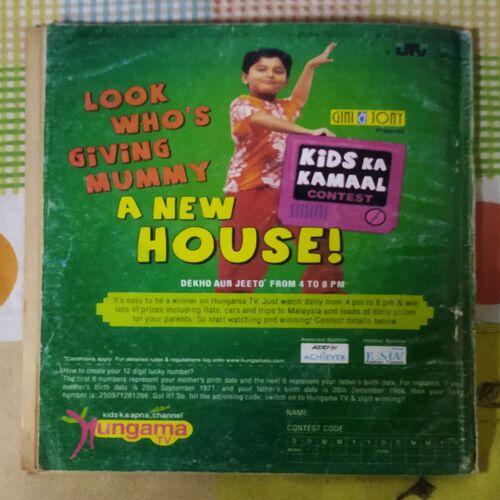 UTV
LOOK
WHO'S
GIVING
MUMMY
A NEW
HOUSE!
GINI & JONY
Presents
KiDS KA
KAMAAL
CONTEST
DEKHO AUR JEETO* FROM 4 TO 8 PM
It's easy to be a winner on Hungama TV. Just watch daily from 4 pm to 8 pm & win
lots of prizes including flats, cars and trips to Malaysia and loads of daily prizes
for your parents. So start watching and winning! Contest details below.
Associate Sponsor
ADD
ACHIEVER
*Conditions apply. For detailed rules & regulations log onto www.hungamatv.com
How to create your 12 digit lucky number?
The first 6 numbers represent your mother's birth date and the next 6 represent your father's birth date. For instance, if your
mother's birth date is 25th September 1971, and your father's birth date is 26th December 1966, then your lucky
number is: 250971261266. Got it? So, fill the adjoining code, switch on to Hungama TV & start winning!!
kids ka apna channel
Hungama
TV
NAME:
CONTEST CODE:
D D M M Y Y D D M M Y Y